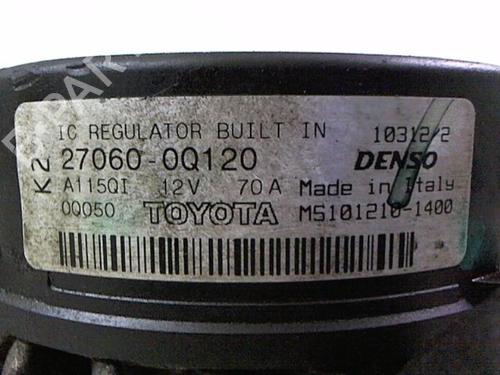 IC REGULATOR BUILT IN 10312/2
K2 27060-0Q120 DENSO
A115QI 12V 70A Made in Italy
0Q050 TOYOTA MS101210-1400